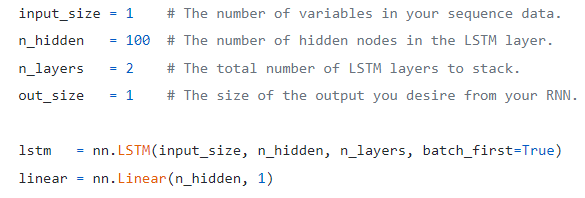 input_size = 1    # The number of variables in your sequence data.
n_hidden   = 100  # The number of hidden nodes in the LSTM layer.
n_layers   = 2    # The total number of LSTM layers to stack.
out_size   = 1    # The size of the output you desire from your RNN.
lstm   = nn.LSTM(input_size, n_hidden, n_layers, batch_first=True)
linear = nn.Linear(n_hidden, 1)